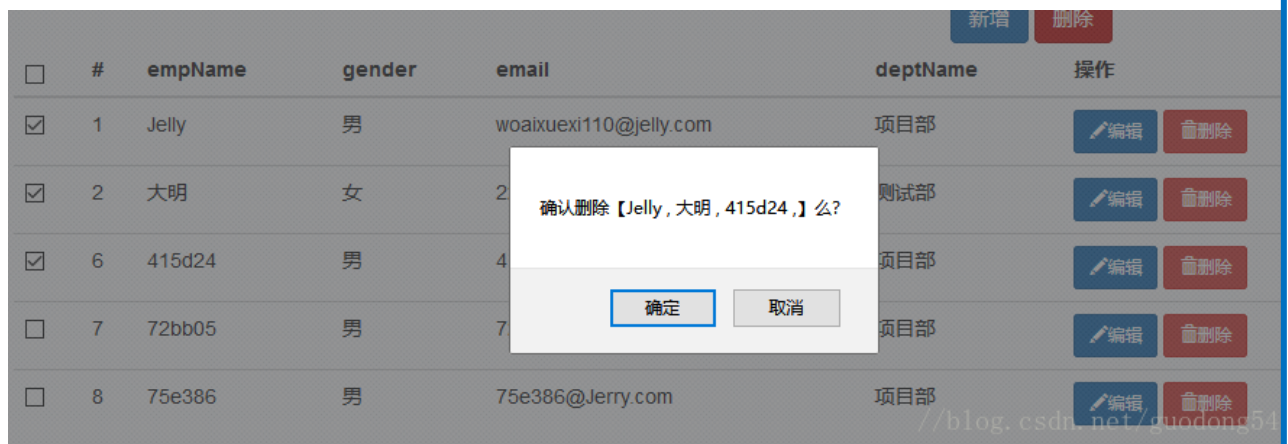 新增 删除
# empName gender email deptName 操作
1 Jelly 男 woaixuexi110@jelly.com 项目部 编辑 删除
2 大明 女 2 测试部 编辑 删除
确认删除【Jelly , 大明 , 415d24 ,】么?
6 415d24 男 4 项目部 编辑 删除
确定 取消
7 72bb05 男 7 项目部 编辑 删除
8 75e386 男 75e386@Jerry.com 项目部 编辑 删除
//blog.csdn.net/guodong54